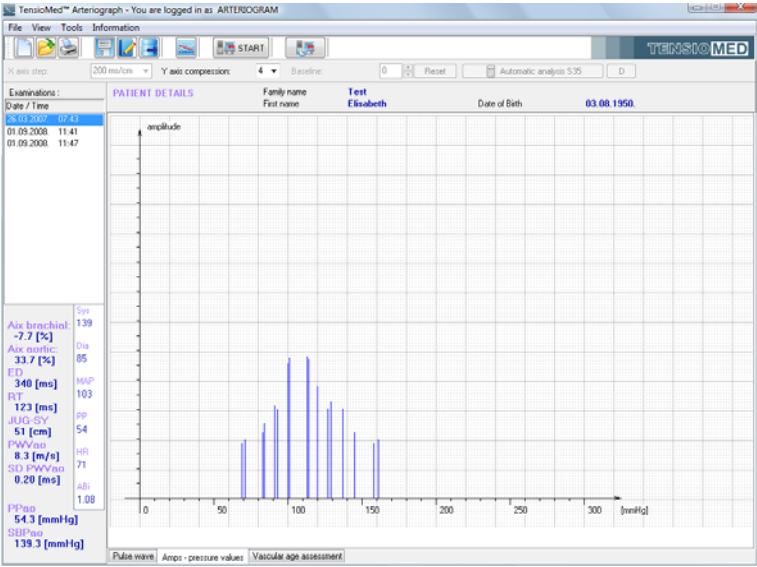 TensioMed™ Arteriograph - You are logged in as ARTERIOGRAM
File View Tools Information
START
TENSIOMED
X axis step: 200 ms/cm Y axis compression: 4 Baseline: 0 Reset Automatic analysis S35 D
Examinations :
Date / Time
26.03.2007. 07:43
01.09.2008. 11:41
01.09.2008. 11:47
PATIENT DETAILS
Family name Test
First name Elisabeth
Date of Birth 03.08.1950.
amplitude
0 50 100 150 200 250 300 [mmHg]
Aix brachial:
-7.7 [%]
Aix aortic:
33.7 [%]
ED
340 [ms]
RT
123 [ms]
JUG-SY
51 [cm]
PWVao
8.3 [m/s]
SD PWVao
0.20 [ms]
PPao
54.3 [mmHg]
SBPao
139.3 [mmHg]
Sys
139
Dia
85
MAP
103
PP
54
HR
71
ABi
1.08
Pulse wave Amps - pressure values Vascular age assessment